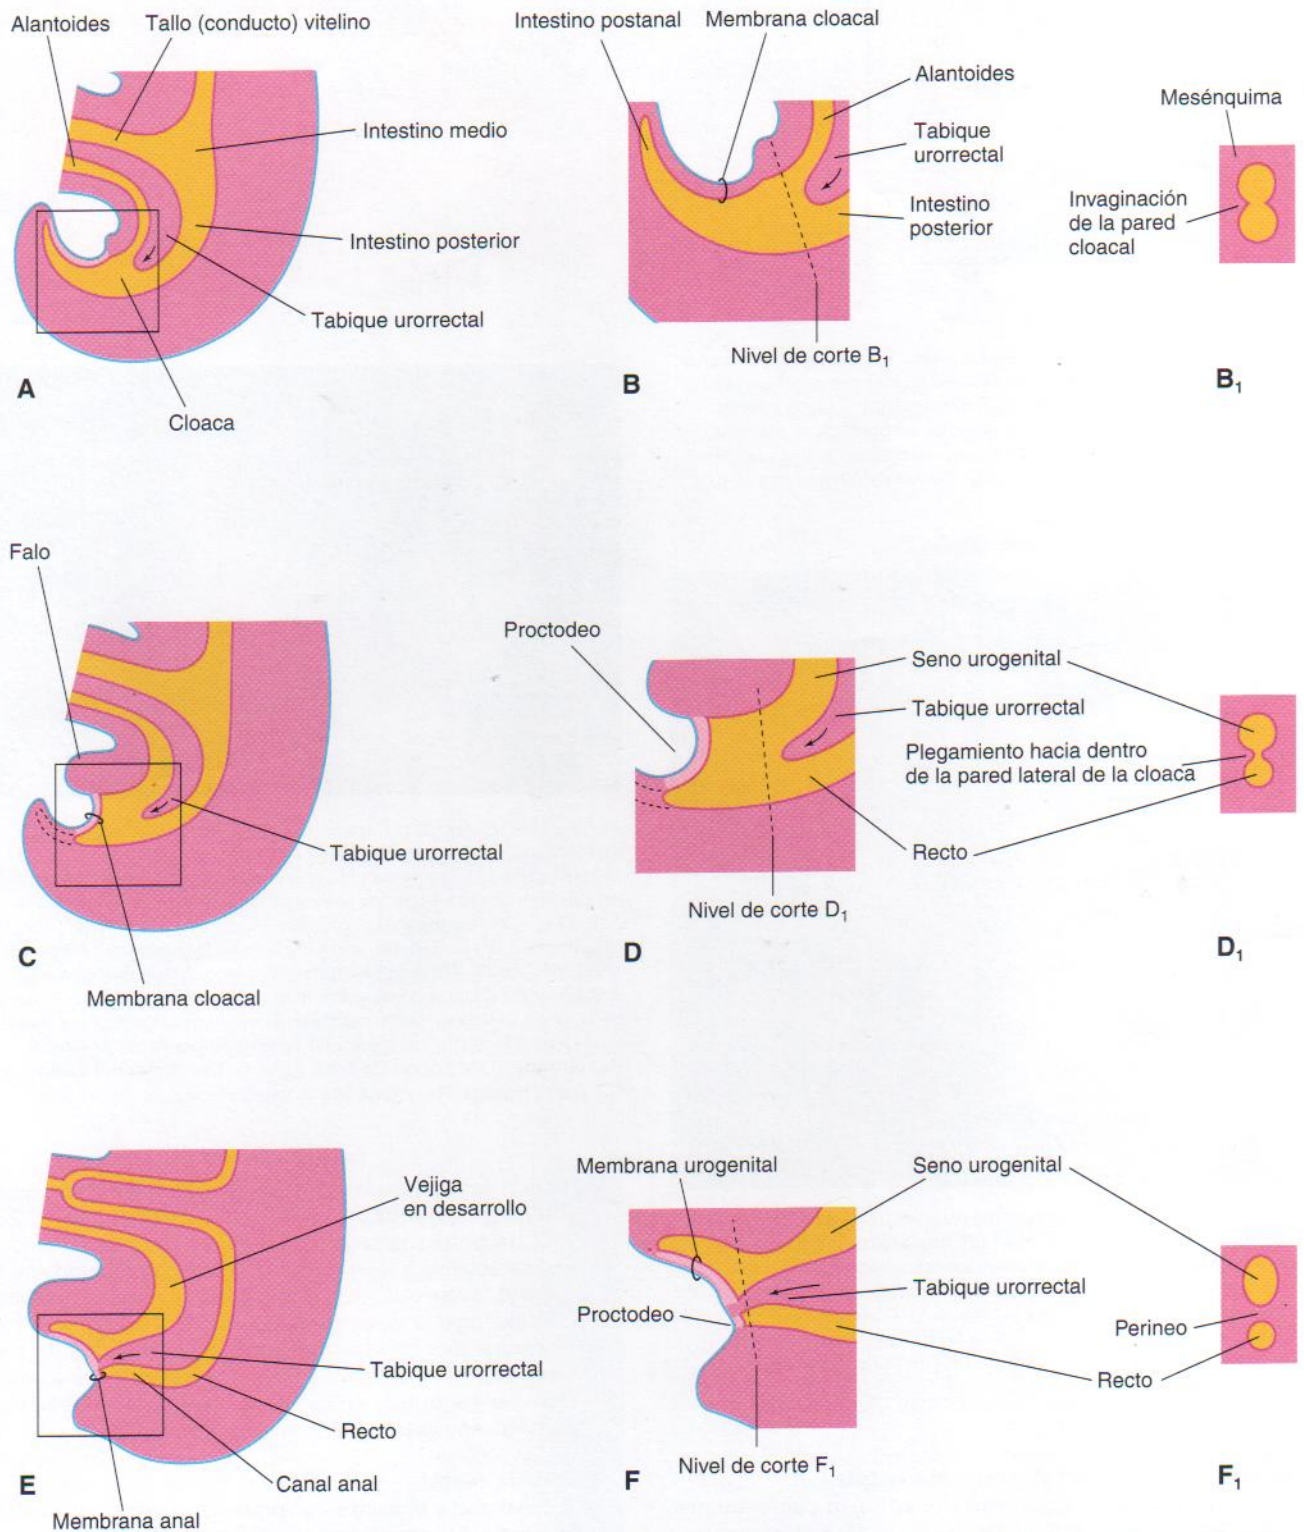 Alantoides
Tallo (conducto) vitelino
Intestino medio
Intestino posterior
Tabique urorrectal
Cloaca
A
Intestino postanal
Membrana cloacal
Alantoides
Tabique
urorrectal
Intestino
posterior
Nivel de corte B₁
B
Mesénquima
Invaginación
de la pared
cloacal
B₁
Falo
Tabique urorrectal
Membrana cloacal
C
Proctodeo
Seno urogenital
Tabique urorrectal
Plegamiento hacia dentro
de la pared lateral de la cloaca
Recto
Nivel de corte D₁
D
D₁
Vejiga
en desarrollo
Tabique urorrectal
Recto
Canal anal
Membrana anal
E
Membrana urogenital
Seno urogenital
Tabique urorrectal
Proctodeo
Perineo
Recto
Nivel de corte F₁
F
F₁